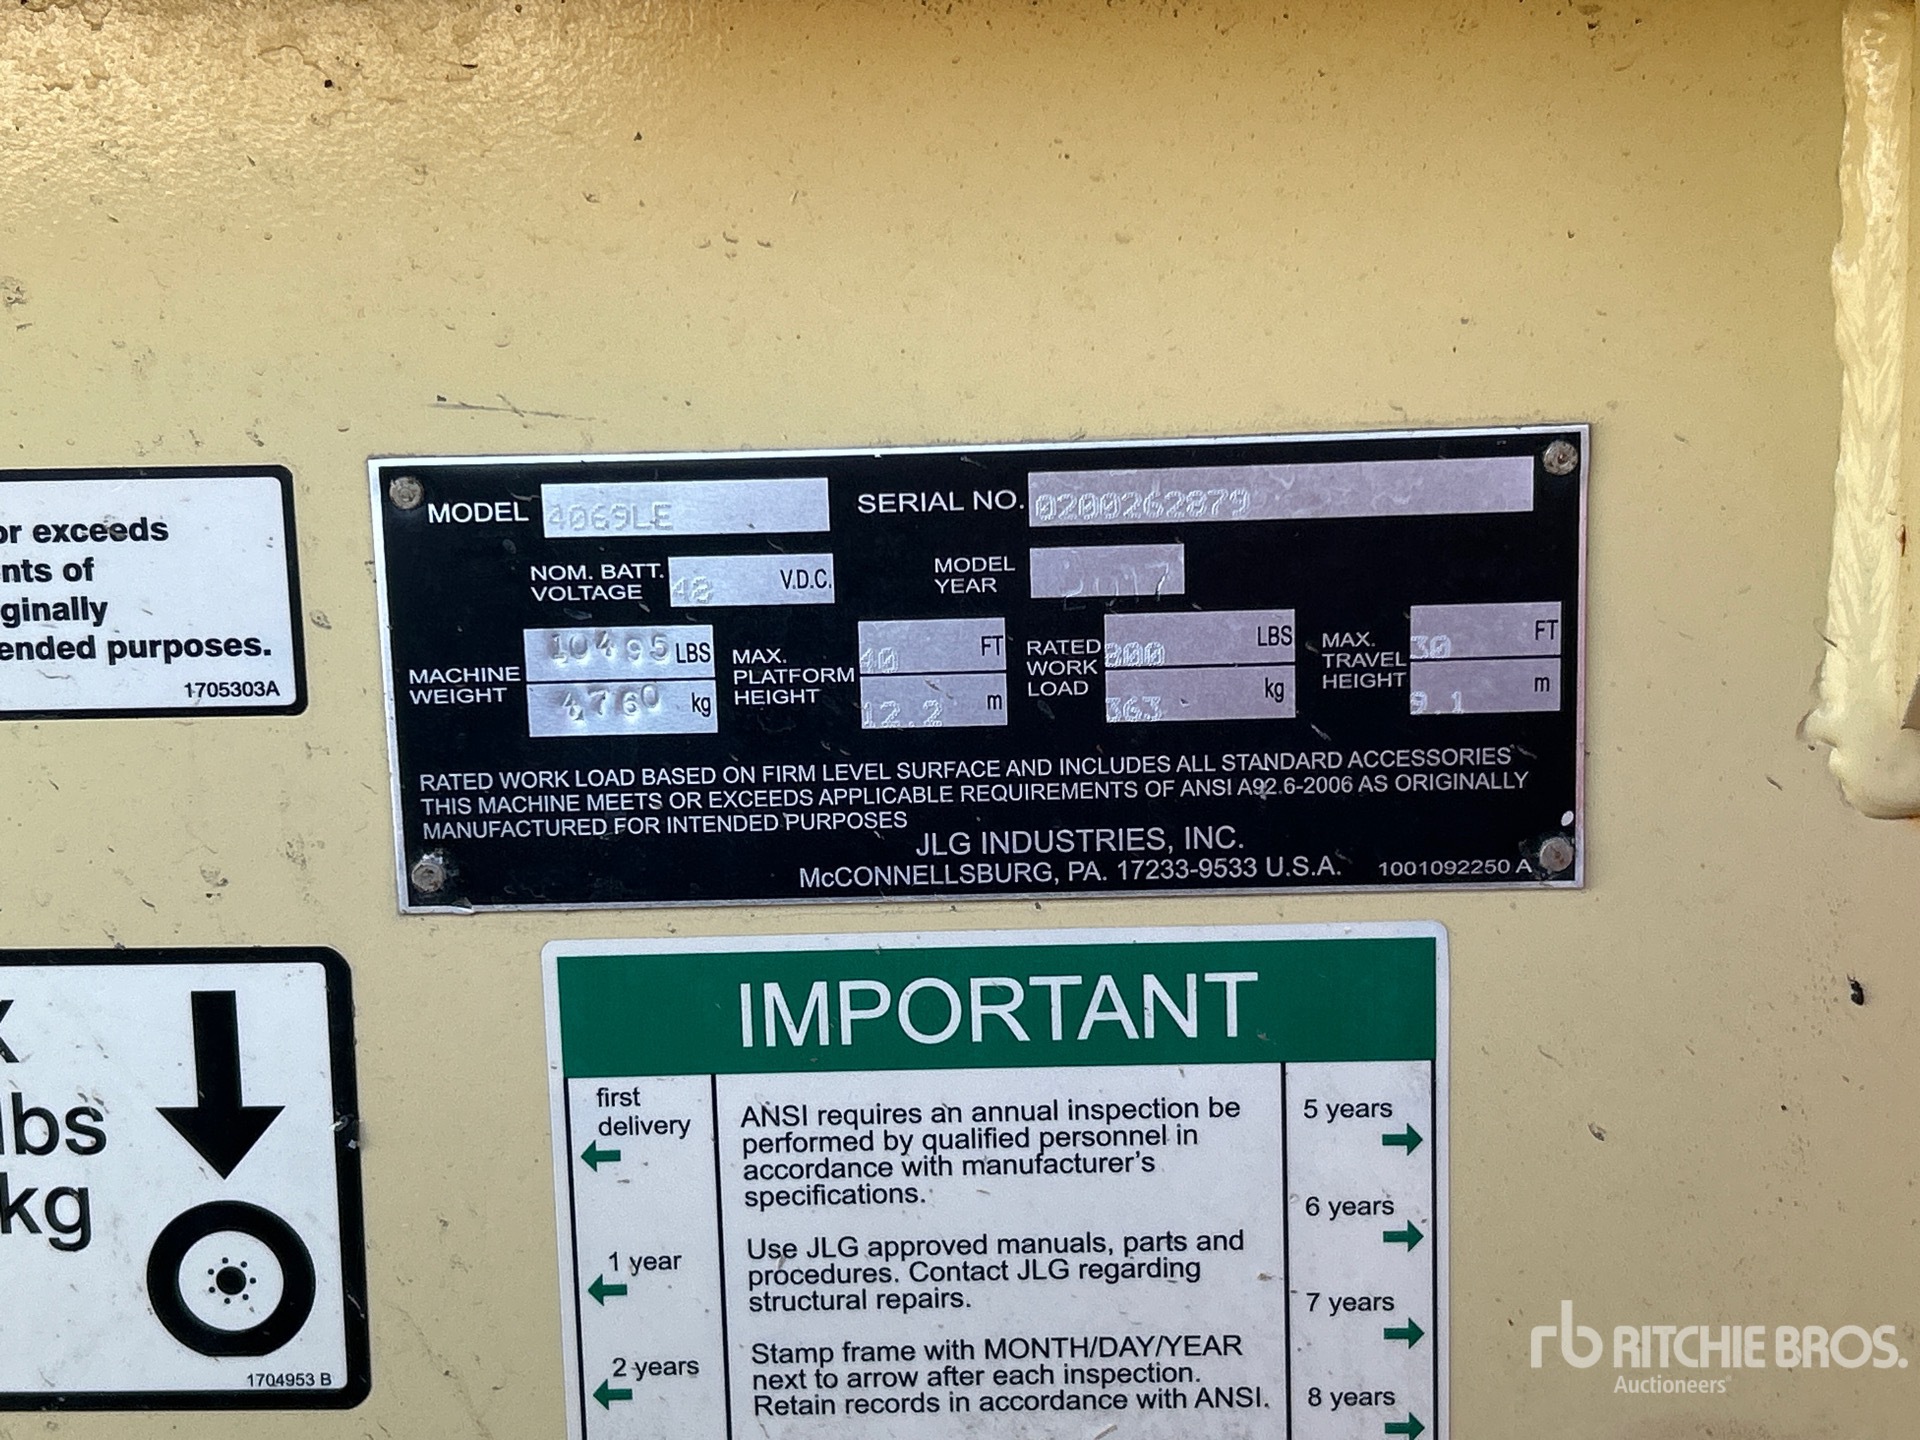 or exceeds
nts of
ginally
ended purposes.
1705303A
MODEL 4069LE
SERIAL NO. 0200262879
NOM. BATT. VOLTAGE 48 V.D.C.
MODEL YEAR 2017
MACHINE WEIGHT 10495 LBS
4760 kg
MAX. PLATFORM HEIGHT 40 FT
12.2 m
RATED WORK LOAD 800 LBS
363 kg
MAX. TRAVEL HEIGHT 30 FT
9.1 m
RATED WORK LOAD BASED ON FIRM LEVEL SURFACE AND INCLUDES ALL STANDARD ACCESSORIES
THIS MACHINE MEETS OR EXCEEDS APPLICABLE REQUIREMENTS OF ANSI A92.6-2006 AS ORIGINALLY
MANUFACTURED FOR INTENDED PURPOSES
JLG INDUSTRIES, INC.
McCONNELLSBURG, PA. 17233-9533 U.S.A.
1001092250 A
lbs
kg
1704953 B
IMPORTANT
first
delivery
1 year
2 years
ANSI requires an annual inspection be
performed by qualified personnel in
accordance with manufacturer's
specifications.
Use JLG approved manuals, parts and
procedures. Contact JLG regarding
structural repairs.
Stamp frame with MONTH/DAY/YEAR
next to arrow after each inspection.
Retain records in accordance with ANSI.
5 years
6 years
7 years
8 years
rb RITCHIE BROS.
Auctioneers